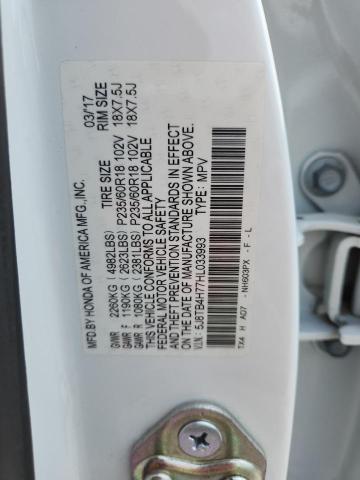 MFD.BY HONDA OF AMERICA MFG.,INC. 03/17
TIRE SIZE RIM SIZE
GVWR 2260KG (4982LBS)
GAWR F 1190KG (2623LBS) P235/60R18 102V 18X7.5J
GAWR R 1080KG (2381LBS) P235/60R18 102V 18X7.5J
THIS VEHICLE CONFORMS TO ALL APPLICABLE
FEDERAL MOTOR VEHICLE SAFETY
AND THEFT PREVENTION STANDARDS IN EFFECT
ON THE DATE OF MANUFACTURE SHOWN ABOVE.
V.I.N.: 5J8TB4H77HL033993 TYPE: MPV
TX4 H A07 - NH603PX - F - L